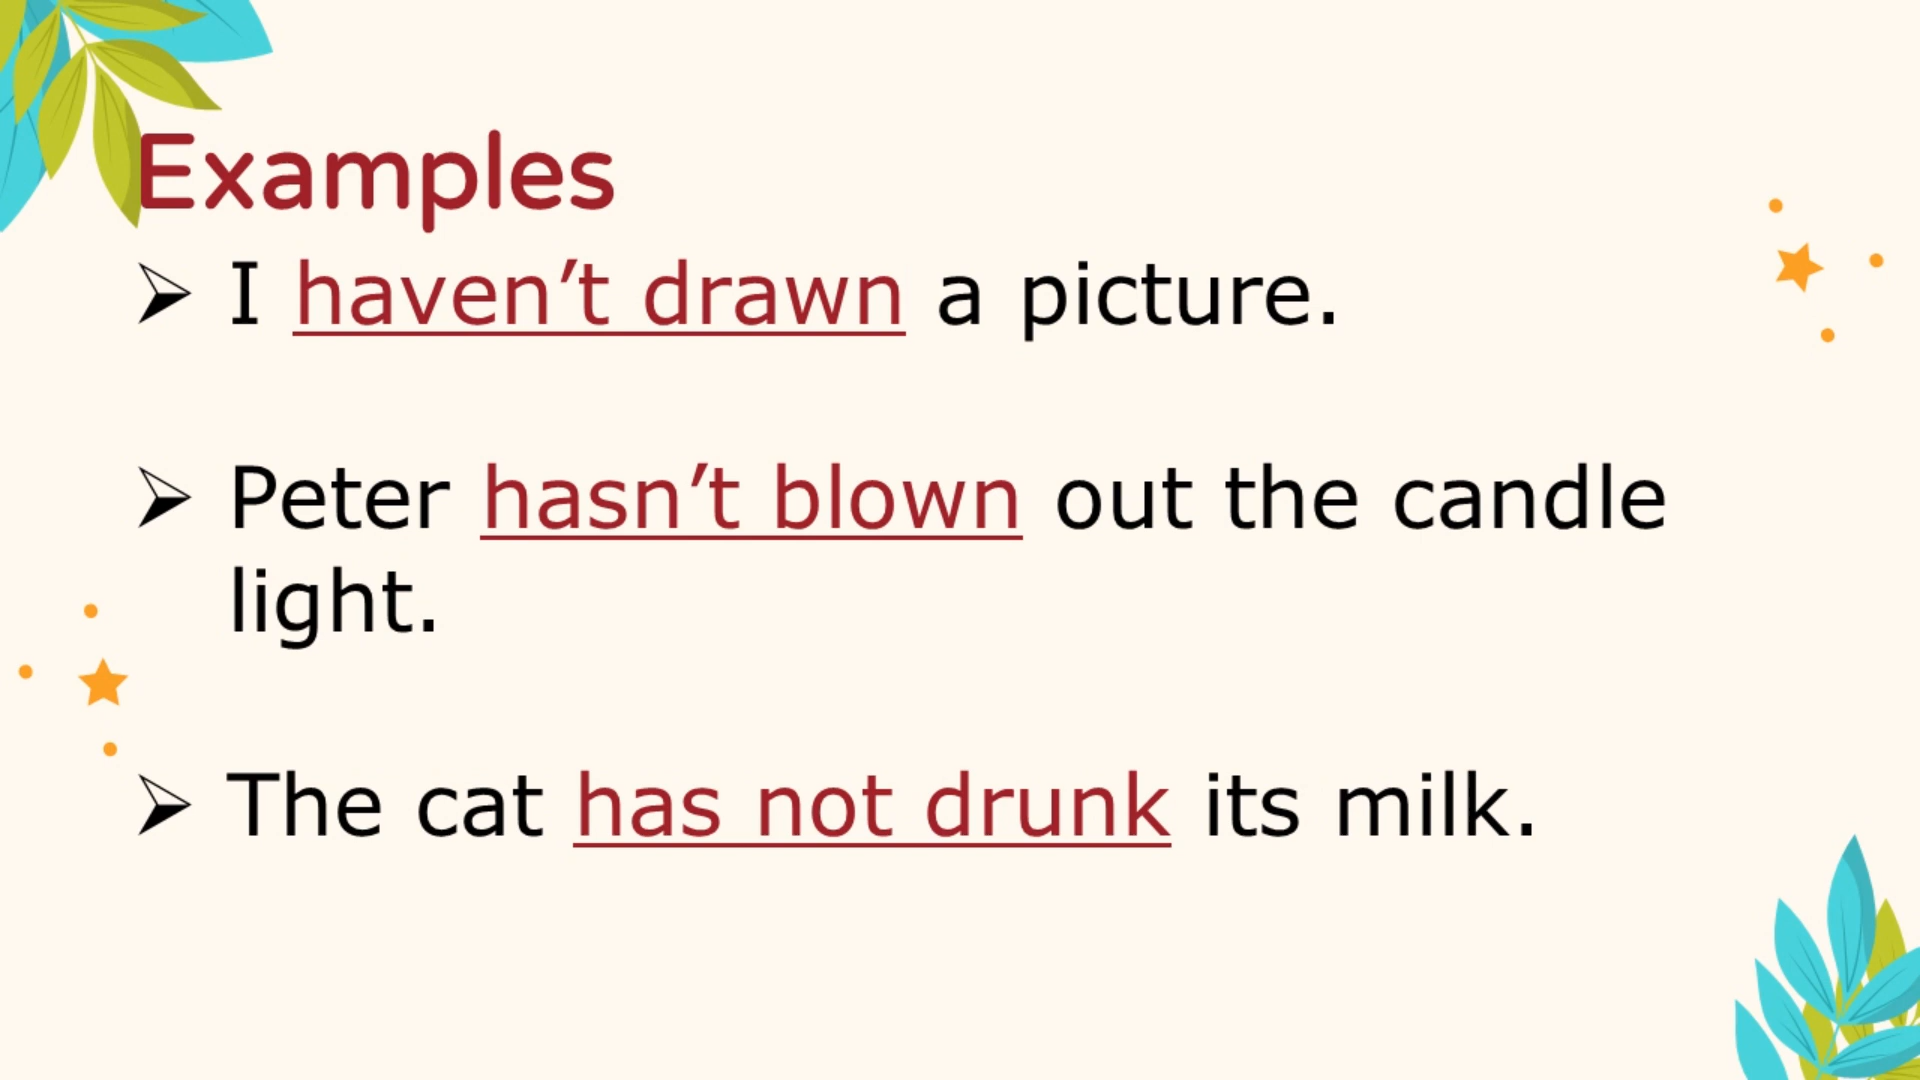 Examples
➢ I haven’t drawn a picture.
➢ Peter hasn’t blown out the candle
light.
➢ The cat has not drunk its milk.